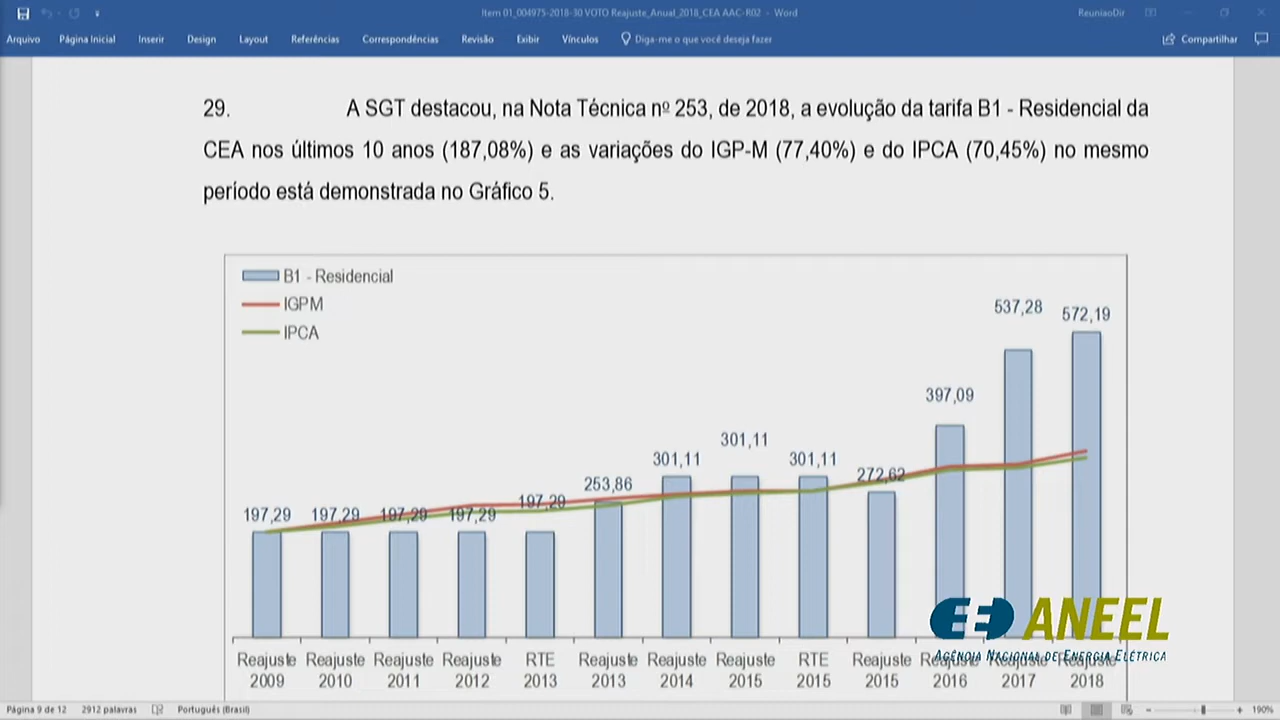 Item 01_004975-2018-30 VOTO Reajuste_Anual_2018_CEA AAC-R02 - Word
ReuniaoDir
Arquivo Página Inicial Inserir Design Layout Referências Correspondências Revisão Exibir Vínculos Diga-me o que você deseja fazer Compartilhar
29. A SGT destacou, na Nota Técnica nº 253, de 2018, a evolução da tarifa B1 - Residencial da
CEA nos últimos 10 anos (187,08%) e as variações do IGP-M (77,40%) e do IPCA (70,45%) no mesmo
período está demonstrada no Gráfico 5.
B1 - Residencial
IGPM
IPCA
197,29 197,29 197,29 197,29 197,29 253,86 301,11 301,11 301,11 272,62 397,09 537,28 572,19
Reajuste Reajuste Reajuste Reajuste RTE Reajuste Reajuste Reajuste RTE Reajuste Reajuste Reajuste Reajuste
2009 2010 2011 2012 2013 2013 2014 2015 2015 2015 2016 2017 2018
ANEEL
AGÊNCIA NACIONAL DE ENERGIA ELÉTRICA
Página 9 de 12 2912 palavras Português (Brasil) 190%